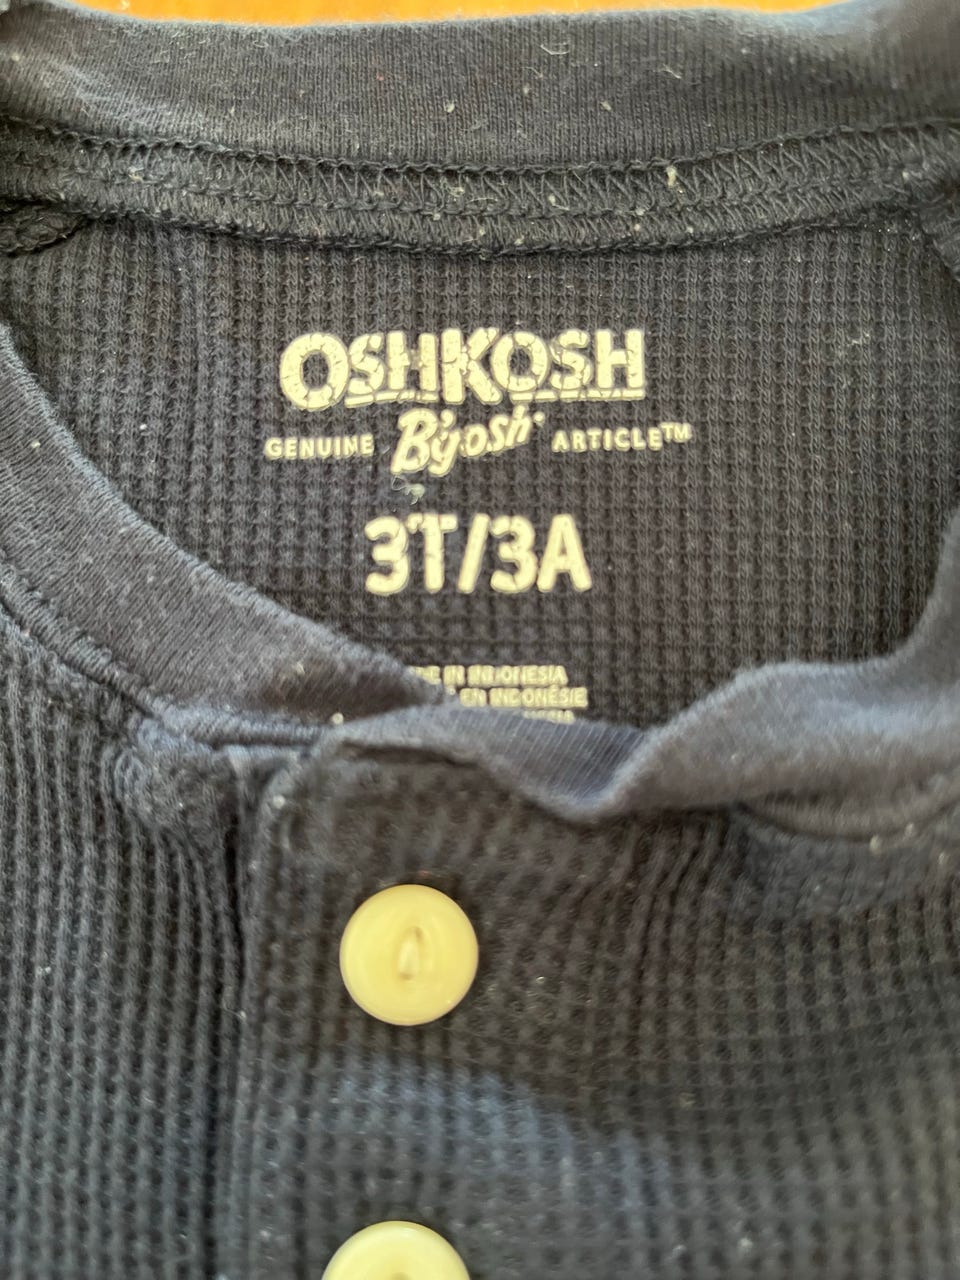 OSHKOSH
GENUINE B'gosh ARTICLE™
3T/3A
IN INDONESIA
EN INDONÉSIE